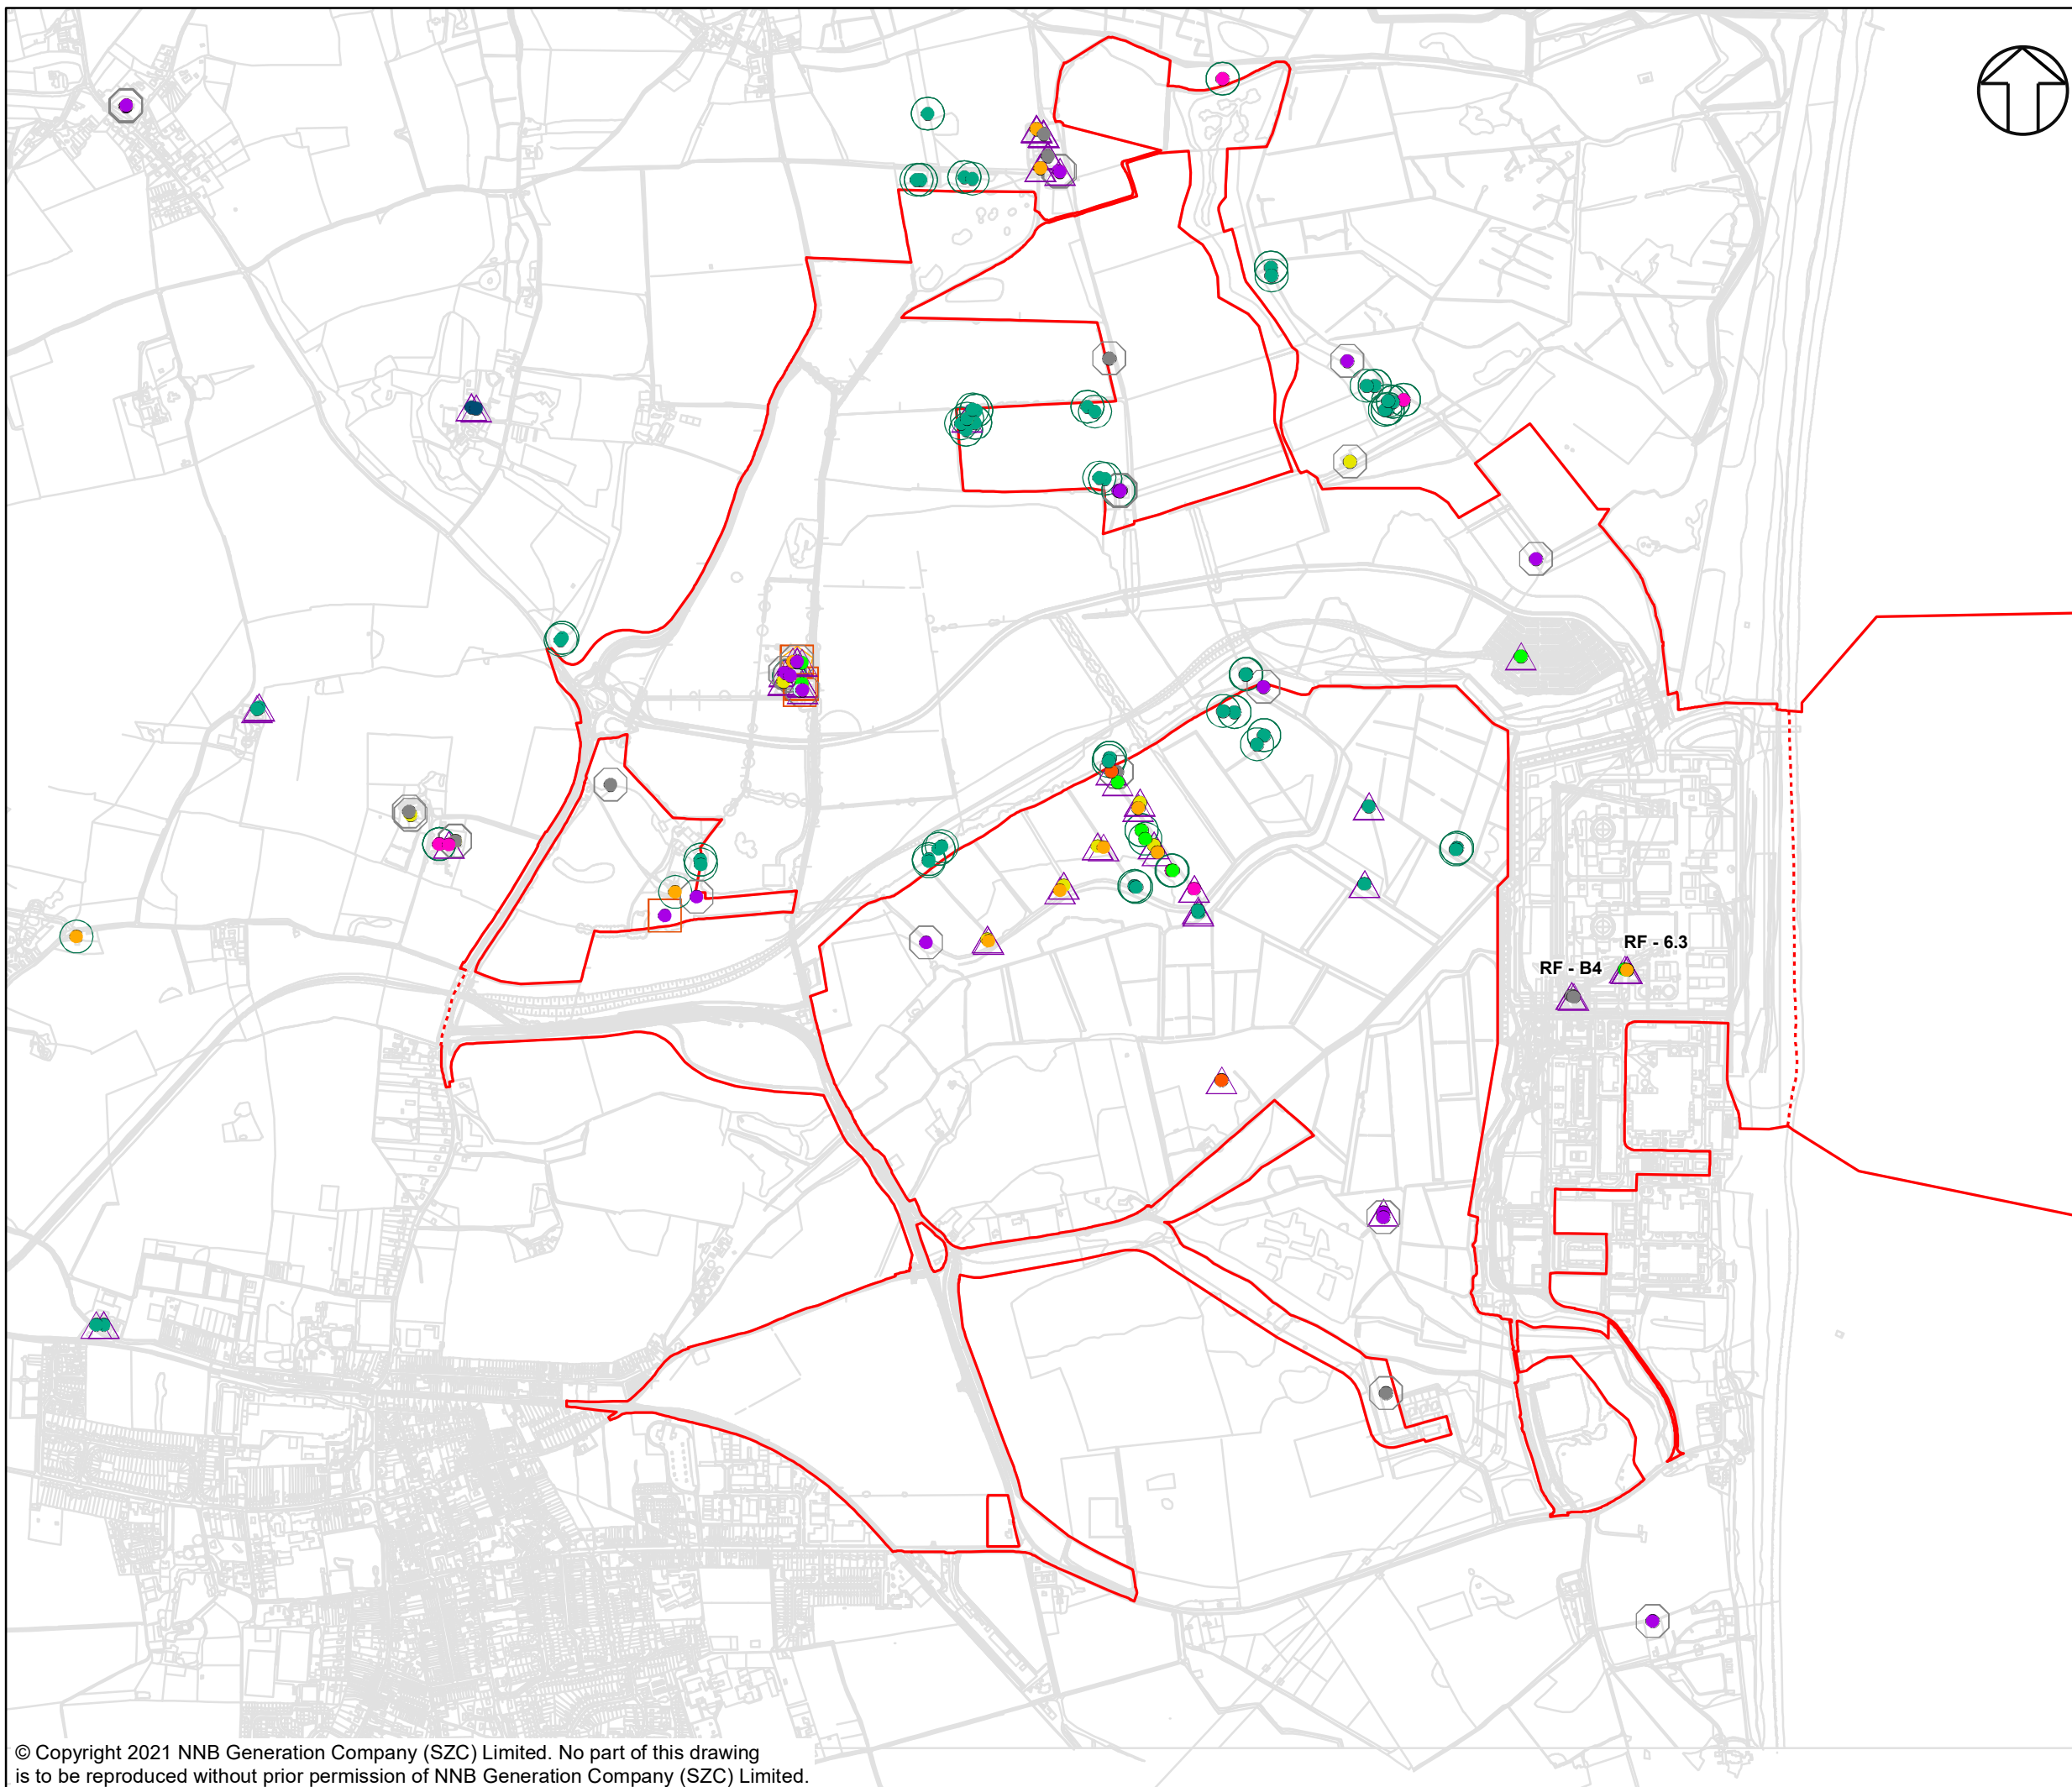 RF - 6.3
RF - B4
© Copyright 2021 NNB Generation Company (SZC) Limited. No part of this drawing
is to be reproduced without prior permission of NNB Generation Company (SZC) Limited.